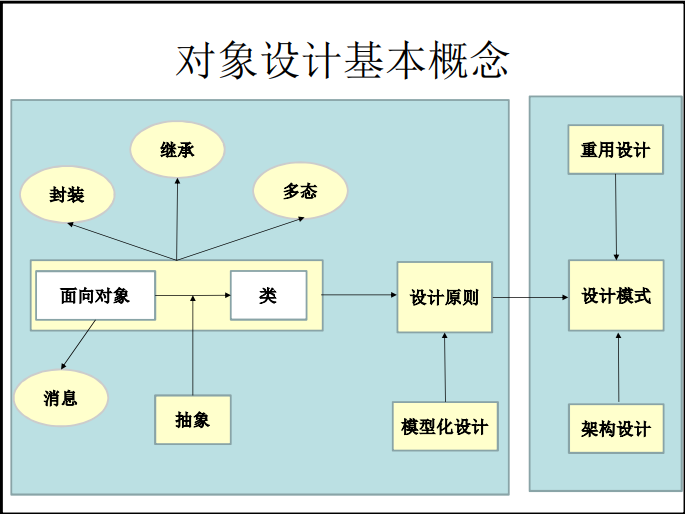 对象设计基本概念
继承
重用设计
封装
多态
面向对象
类
设计原则
设计模式
消息
抽象
模型化设计
架构设计